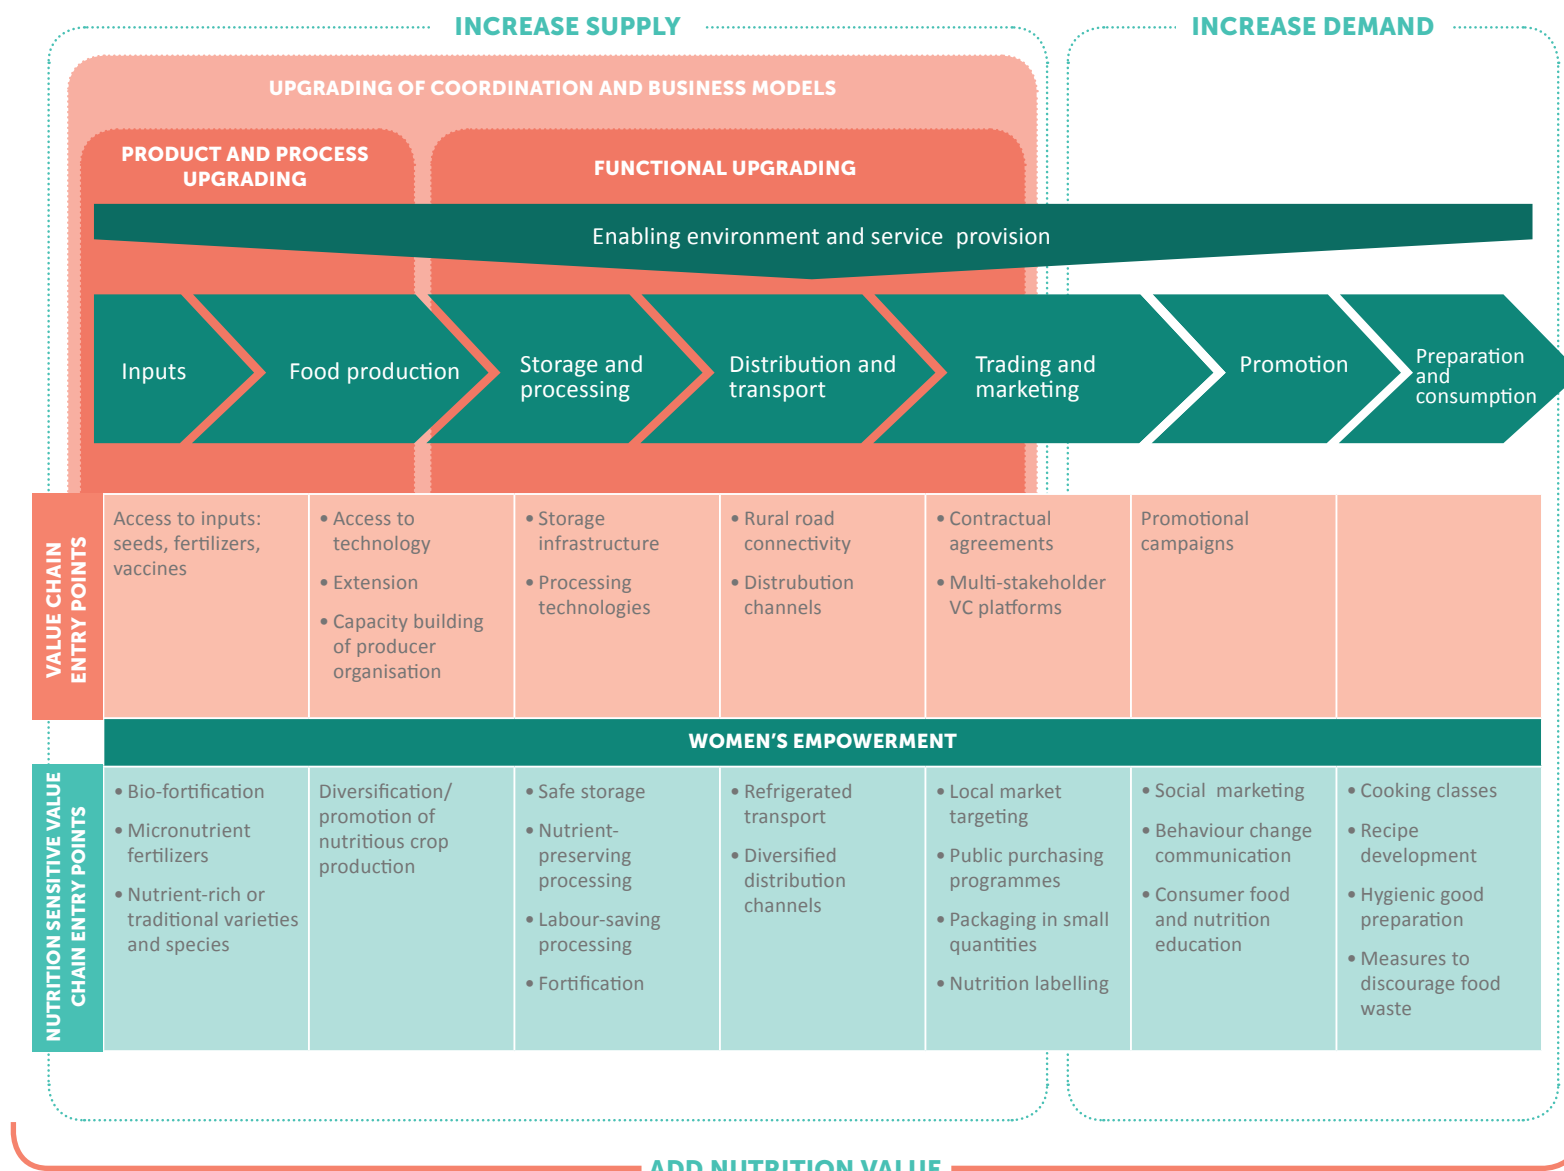 INCREASE SUPPLY
INCREASE DEMAND
UPGRADING OF COORDINATION AND BUSINESS MODELS
PRODUCT AND PROCESS
UPGRADING
FUNCTIONAL UPGRADING
Enabling environment and service provision
Inputs
Food production
Storage and
processing
Distribution and
transport
Trading and
marketing
Promotion
Preparation
and
consumption
VALUE CHAIN
ENTRY POINTS
Access to inputs:
seeds, fertilizers,
vaccines
• Access to
technology
• Extension
• Capacity building
of producer
organisation
• Storage
infrastructure
• Processing
technologies
• Rural road
connectivity
• Distrubution
channels
• Contractual
agreements
• Multi-stakeholder
VC platforms
Promotional
campaigns
WOMEN'S EMPOWERMENT
NUTRITION SENSITIVE VALUE
CHAIN ENTRY POINTS
• Bio-fortification
• Micronutrient
fertilizers
• Nutrient-rich or
traditional varieties
and species
Diversification/
promotion of
nutritious crop
production
• Safe storage
• Nutrient-
preserving
processing
• Labour-saving
processing
• Fortification
• Refrigerated
transport
• Diversified
distribution
channels
• Local market
targeting
• Public purchasing
programmes
• Packaging in small
quantities
• Nutrition labelling
• Social marketing
• Behaviour change
communication
• Consumer food
and nutrition
education
• Cooking classes
• Recipe
development
• Hygienic good
preparation
• Measures to
discourage food
waste
ADD NUTRITION VALUE